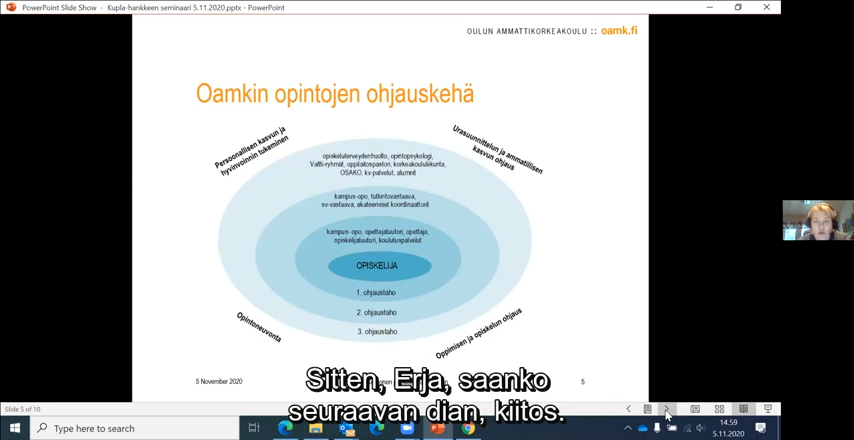 PowerPoint Slide Show - Kupla-hankkeen seminaari 5.11.2020.pptx - PowerPoint
OULUN AMMATTIKORKEAKOULU :: oamk.fi
Oamkin opintojen ohjauskehä
Persoonallisen kasvun ja
hyvinvoinnin tukeminen
Urasuunnittelun ja ammatillisen
kasvun ohjaus
opiskeluterveydenhuolto, opintopsykologi,
Valtti-ryhmät, oppilaitospastori, korkeakoululiikunta,
OSAKO, kv-palvelut, alumnit
kampus-opo, tulkintovastaava,
kv-vastaava, akateemiset koordinaattorit
kampus- opo, opettajatuutori, opettaja,
opiskelijatuutori, koulutuspalvelut
OPISKELIJA
1. ohjaustaho
2. ohjaustaho
3. ohjaustaho
Opintoneuvonta
Oppimisen ja opiskelun ohjaus
5 November 2020
5
Sitten, Erja, saanko
seuraavan dian, kiitos.
Slide 5 of 10
Type here to search
14.59
5.11.2020